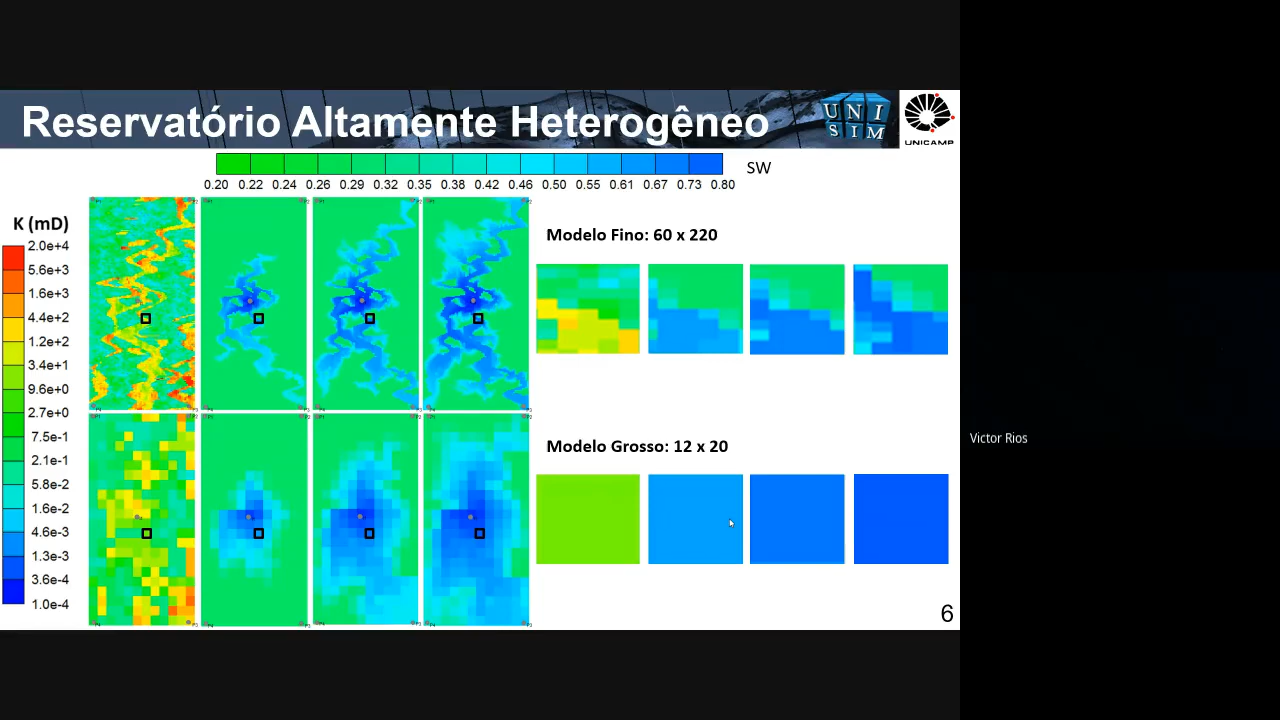 Reservatório Altamente Heterogêneo
UNI
SIM
UNICAMP
SW
0.20 0.22 0.24 0.26 0.29 0.32 0.35 0.38 0.42 0.46 0.50 0.55 0.61 0.67 0.73 0.80
K (mD)
2.0e+4
5.6e+3
1.6e+3
4.4e+2
1.2e+2
3.4e+1
9.6e+0
2.7e+0
7.5e-1
2.1e-1
5.8e-2
1.6e-2
4.6e-3
1.3e-3
3.6e-4
1.0e-4
Modelo Fino: 60 x 220
Modelo Grosso: 12 x 20
6
Victor Rios